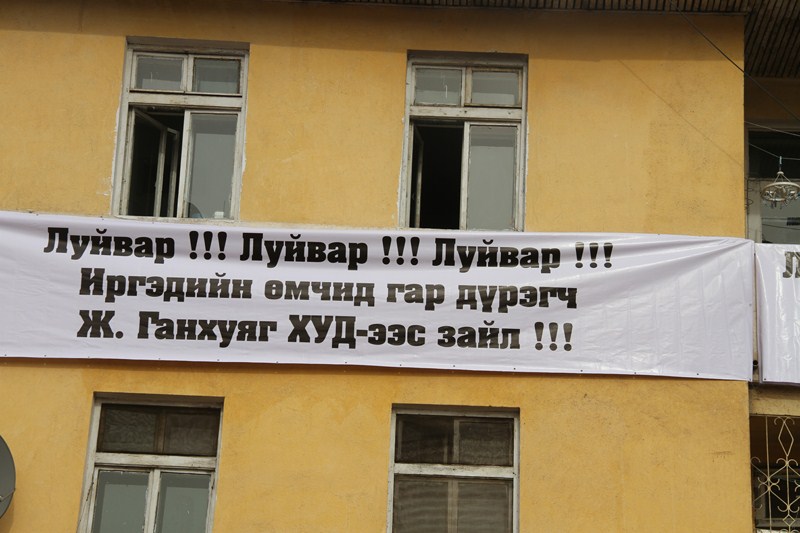 Луйвар !!! Луйвар !!! Луйвар !!!
Иргэдийн өмчид гар дүрэгч
Ж. Ганхуяг ХУД-ээс зайл !!!